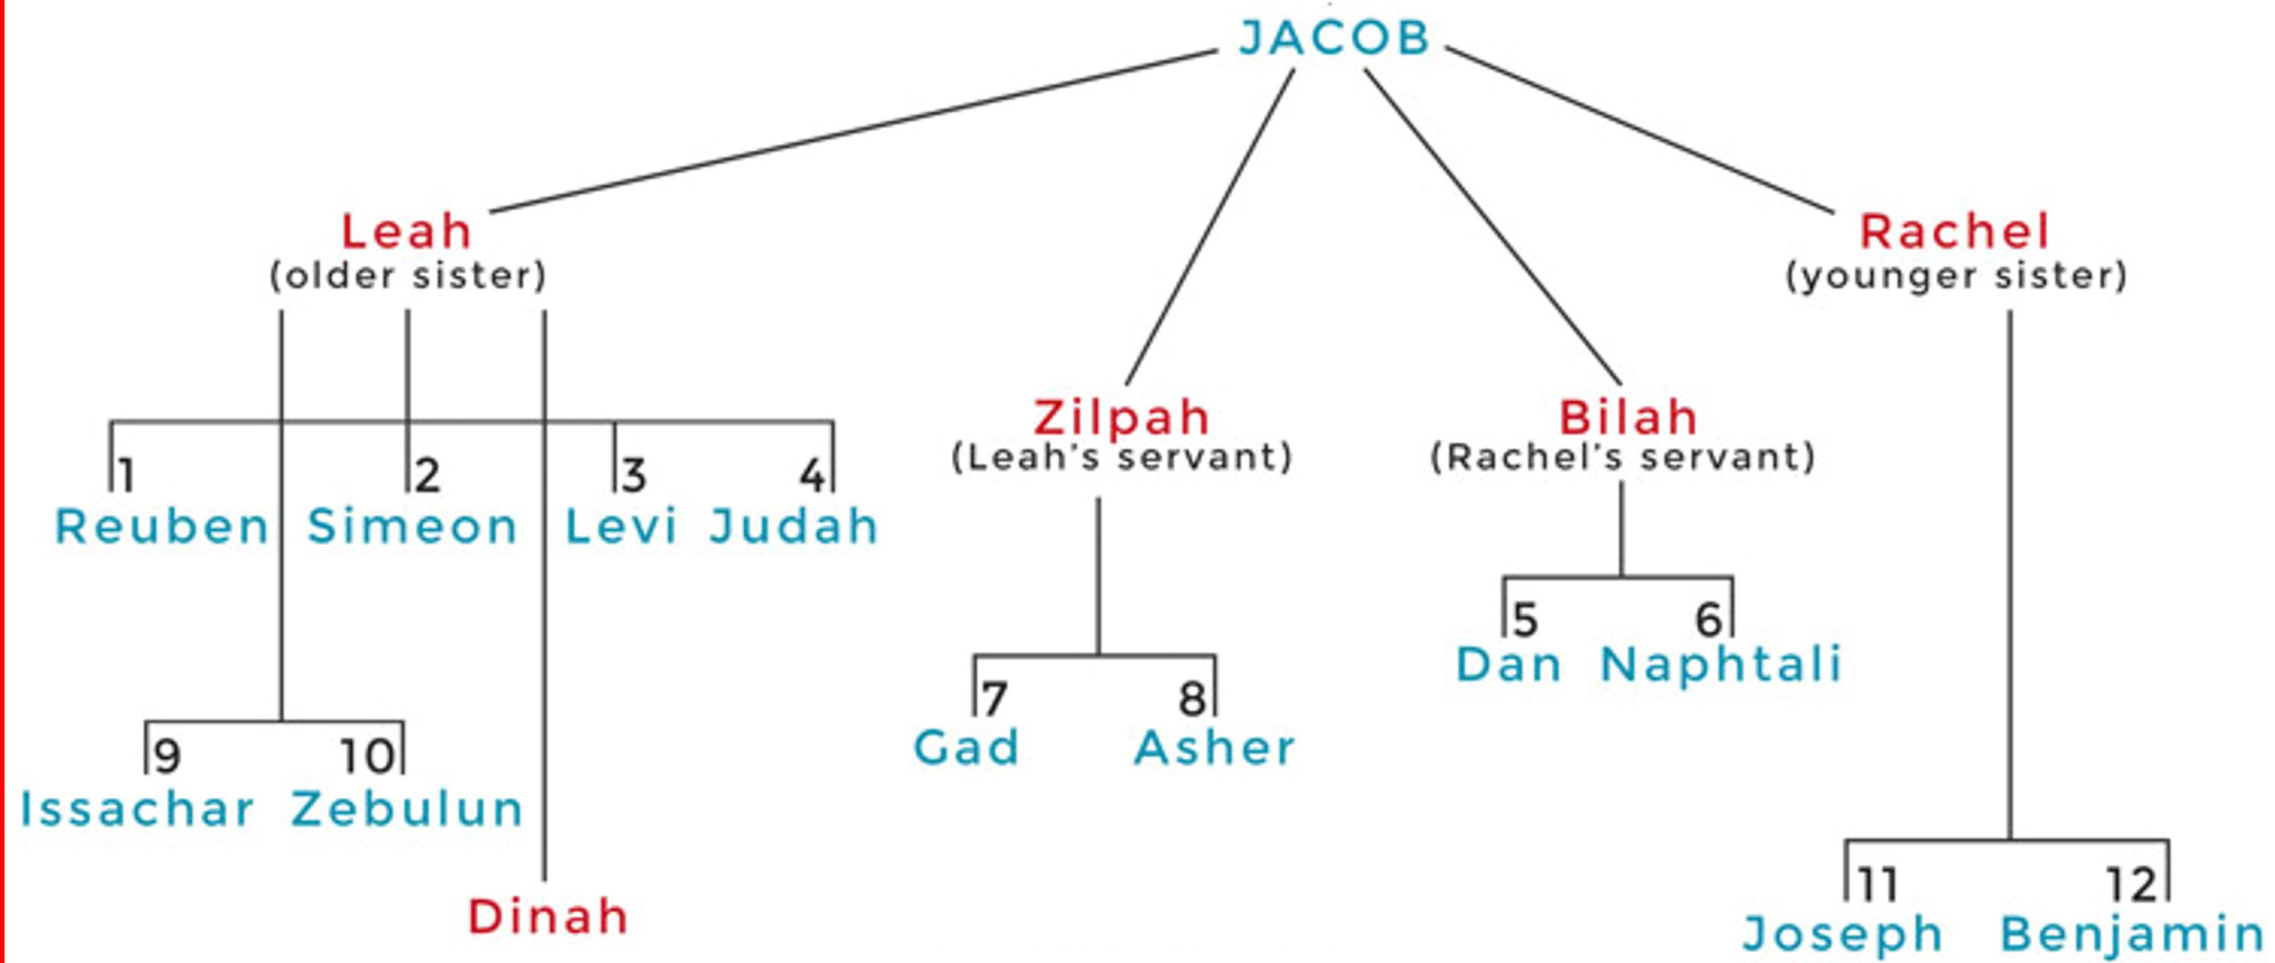 JACOB
Leah
(older sister)
Rachel
(younger sister)
Zilpah
(Leah's servant)
Bilah
(Rachel's servant)
1 2 3 4
Reuben Simeon Levi Judah
5 6
Dan Naphtali
7 8
Gad Asher
9 10
Issachar Zebulun
11 12
Joseph Benjamin
Dinah